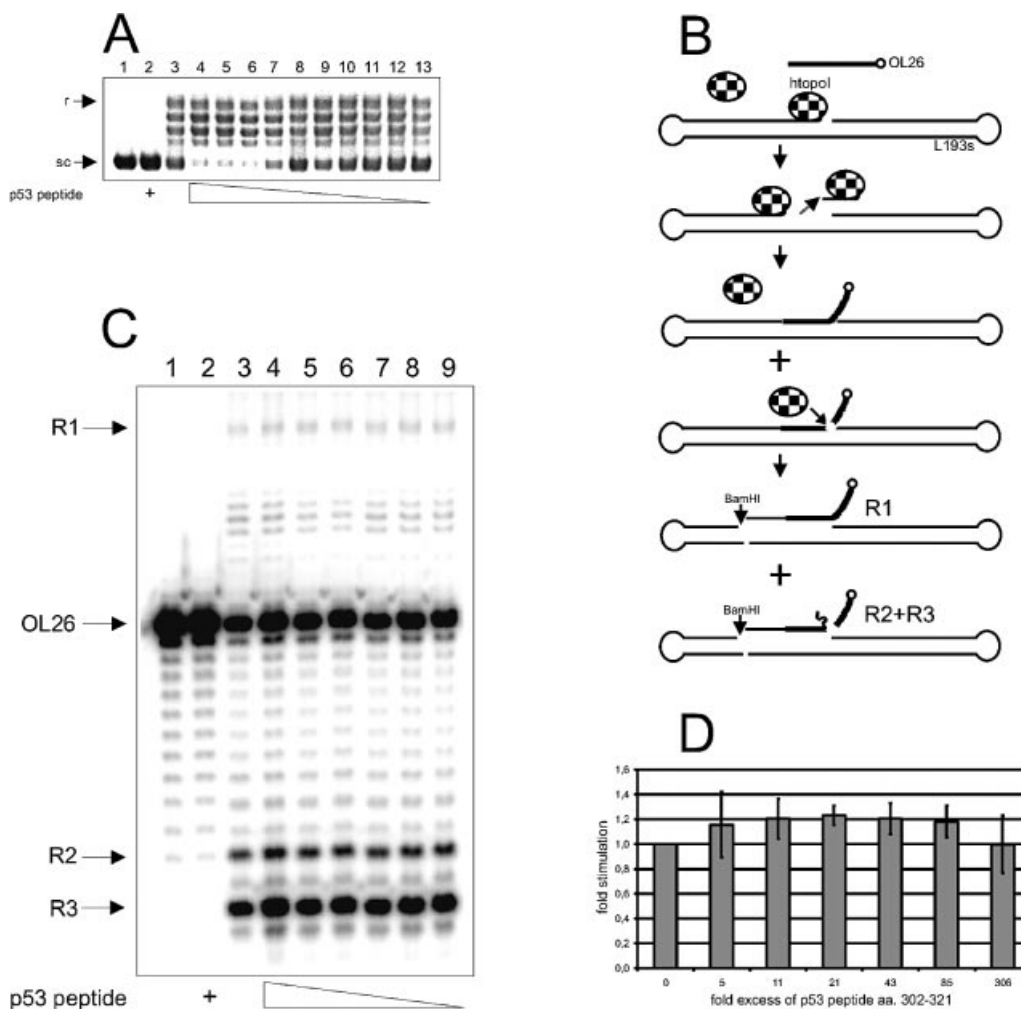 A
1 2 3 4 5 6 7 8 9 10 11 12 13
r
sc
p53 peptide +
B
OL26
htopoI
L193s
+
BamHI
R1
+
BamHI
R2+R3
C
1 2 3 4 5 6 7 8 9
R1
OL26
R2
R3
p53 peptide +
D
1,6
1,4
1,2
1,0
0,8
0,6
0,4
0,2
0,0
fold stimulation
0 5 11 21 43 85 306
fold excess of p53 peptide aa. 302-321